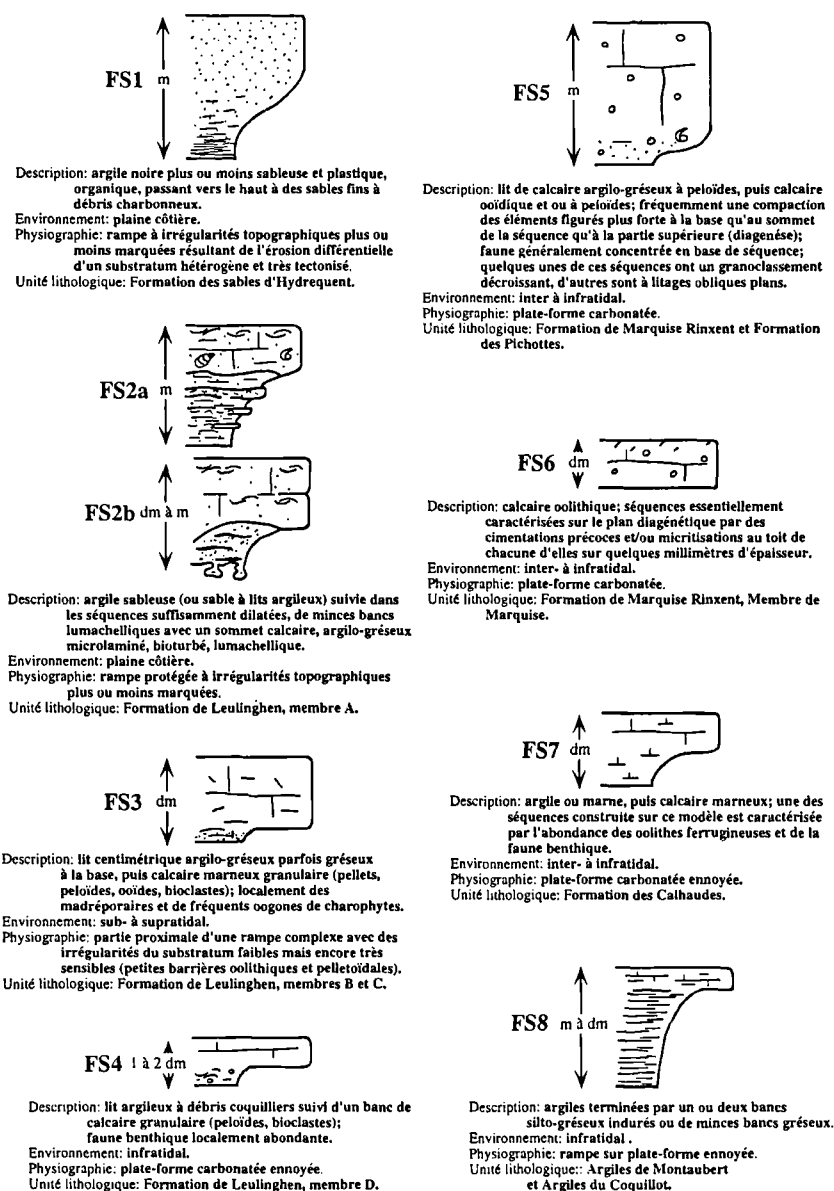 FS1 m
Description: argile noire plus ou moins sableuse et plastique,
organique, passant vers le haut à des sables fins à
débris charbonneux.
Environnement: plaine côtière.
Physiographie: rampe à irrégularités topographiques plus ou
moins marquées résultant de l'érosion différentielle
d'un substratum hétérogène et très tectonisé.
Unité lithologique: Formation des sables d'Hydrequent.
FS2a m
FS2b dm à m
Description: argile sableuse (ou sable à lits argileux) suivie dans
les séquences suffisamment dilatées, de minces bancs
lumachelliques avec un sommet calcaire, argilo-gréseux
microlaminé, bioturbé, lumachellique.
Environnement: plaine côtière.
Physiographie: rampe protégée à irrégularités topographiques
plus ou moins marquées.
Unité lithologique: Formation de Leulinghen, membre A.
FS3 dm
Description: lit centimétrique argilo-gréseux parfois gréseux
à la base, puis calcaire marneux granulaire (pellets,
peloïdes, ooïdes, bioclastes); localement des
madréporaires et de fréquents oogones de charophytes.
Environnement: sub- à supratidal.
Physiographie: partie proximale d'une rampe complexe avec des
irrégularités du substratum faibles mais encore très
sensibles (petites barrières oolithiques et pelletoïdales).
Unité lithologique: Formation de Leulinghen, membres B et C.
FS4 1 à 2 dm
Description: lit argileux à débris coquilliers suivi d'un banc de
calcaire granulaire (peloïdes, bioclastes);
faune benthique localement abondante.
Environnement: infratidal.
Physiographie: plate-forme carbonatée ennoyée.
Unité lithologique: Formation de Leulinghen, membre D.
FS5 m
Description: lit de calcaire argilo-gréseux à peloïdes, puis calcaire
ooïdique et ou à peloïdes; fréquemment une compaction
des éléments figurés plus forte à la base qu'au sommet
de la séquence qu'à la partie supérieure (diagenése);
faune généralement concentrée en base de séquence;
quelques unes de ces séquences ont un granoclassement
décroissant, d'autres sont à litages obliques plans.
Environnement: inter à infratidal.
Physiographie: plate-forme carbonatée.
Unité lithologique: Formation de Marquise Rinxent et Formation
des Pichottes.
FS6 dm
Description: calcaire oolithique; séquences essentiellement
caractérisées sur le plan diagénétique par des
cimentations précoces et/ou micritisations au toit de
chacune d'elles sur quelques millimètres d'épaisseur.
Environnement: inter- à infratidal.
Physiographie: plate-forme carbonatée.
Unité lithologique: Formation de Marquise Rinxent, Membre de
Marquise.
FS7 dm
Description: argile ou marne, puis calcaire marneux; une des
séquences construite sur ce modèle est caractérisée
par l'abondance des oolithes ferrugineuses et de la
faune benthique.
Environnement: inter- à infratidal.
Physiographie: plate-forme carbonatée ennoyée.
Unité lithologique: Formation des Calhaudes.
FS8 m à dm
Description: argiles terminées par un ou deux bancs
silto-gréseux indurés ou de minces bancs gréseux.
Environnement: infratidal .
Physiographie: rampe sur plate-forme ennoyée.
Unité lithologique:: Argiles de Montaubert
et Argiles du Coquillot.